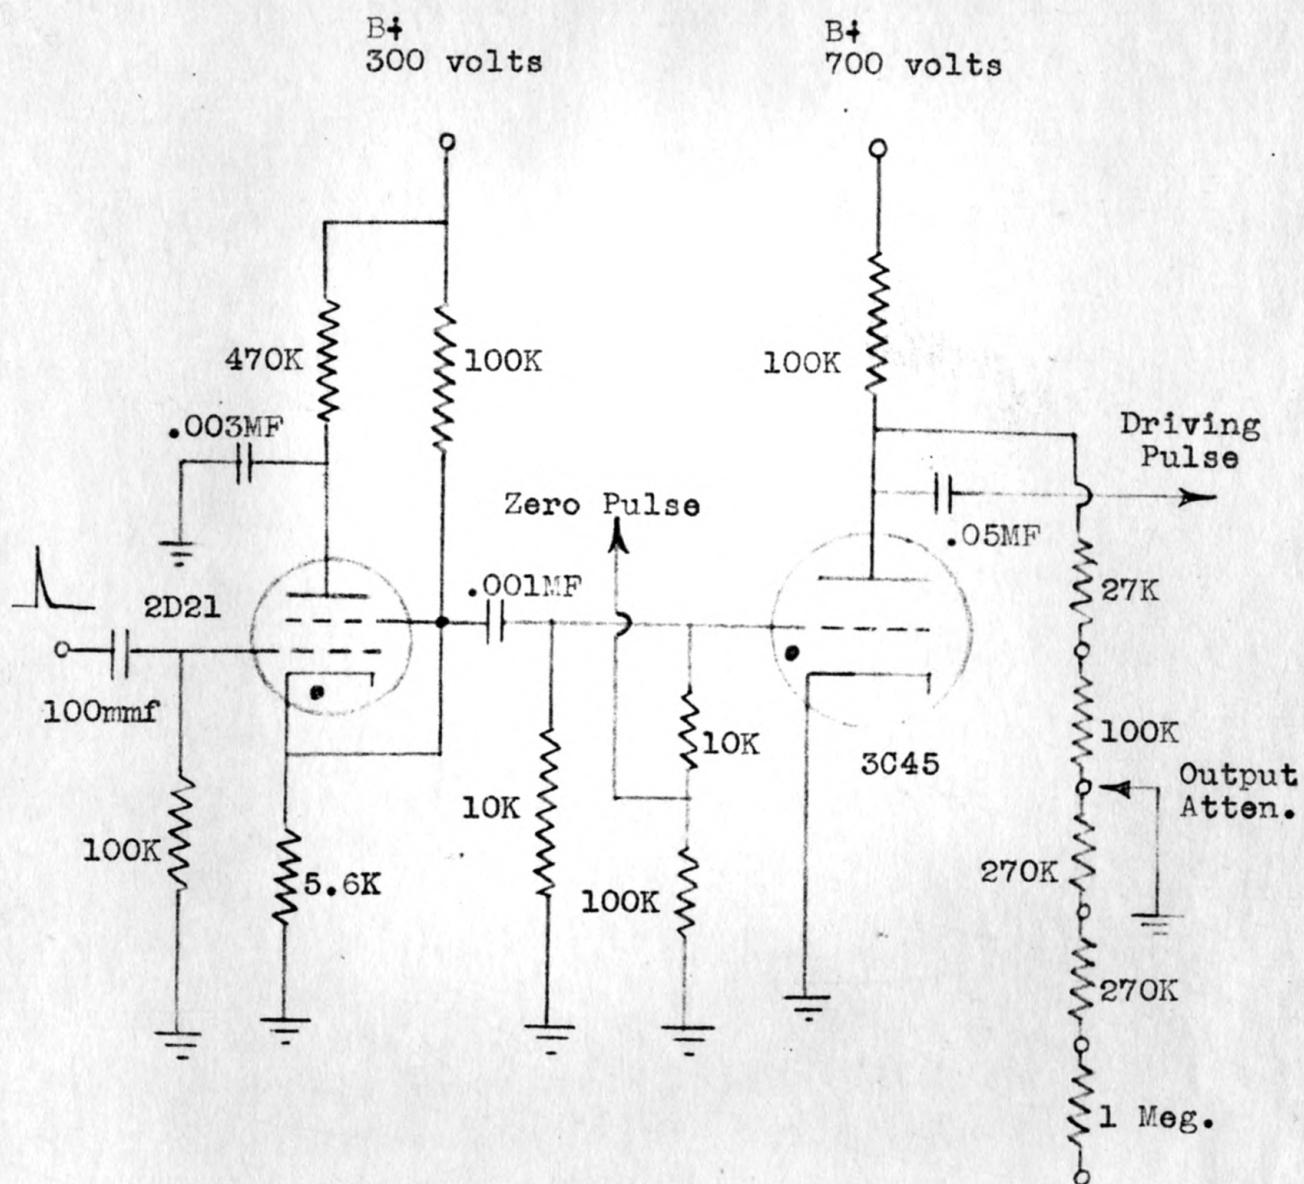 B+
300 volts
B+
700 volts
470K
100K
100K
.003MF
Driving
Pulse
Zero Pulse
.05MF
.001MF
2D21
27K
100mmf
10K
3C45
100K
Output
Atten.
10K
100K
5.6K
100K
270K
270K
1 Meg.